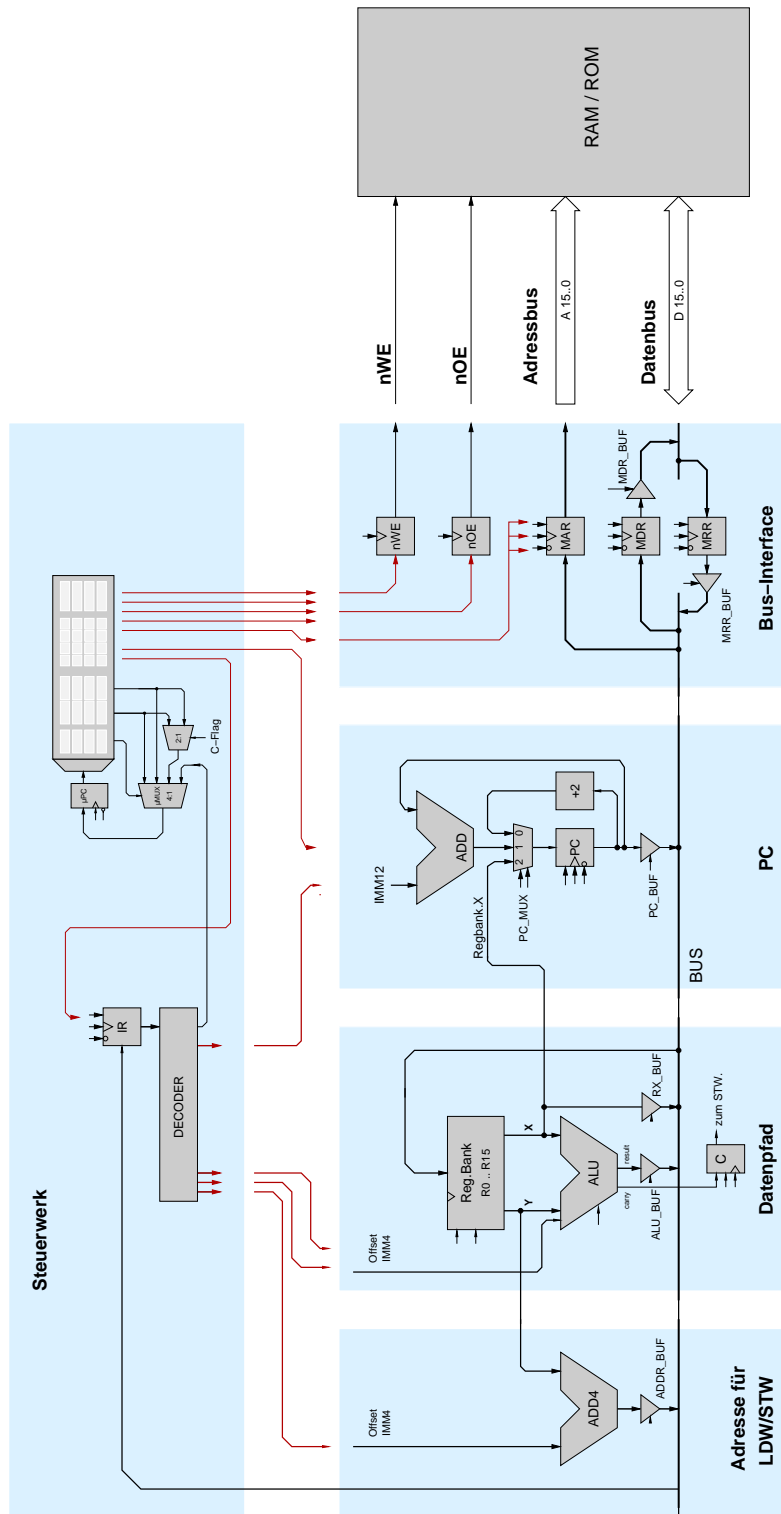 Steuerwerk
µPC
µMUX
4:1
2:1
C–Flag
IR
DECODER
RAM / ROM
nWE
nOE
Adressbus
A 15..0
Datenbus
D 15..0
Adresse für
LDW/STW
Offset
IMM4
ADD4
ADDR_BUF
Datenpfad
Offset
IMM4
Reg.Bank
R0 .. R15
Y
X
ALU
carry
result
ALU_BUF
RX_BUF
C
zum STW.
PC
Regbank.X
IMM12
ADD
PC_MUX
2
1
0
+2
PC
PC_BUF
BUS
Bus–Interface
nWE
nOE
MAR
MDR
MDR_BUF
MRR
MRR_BUF